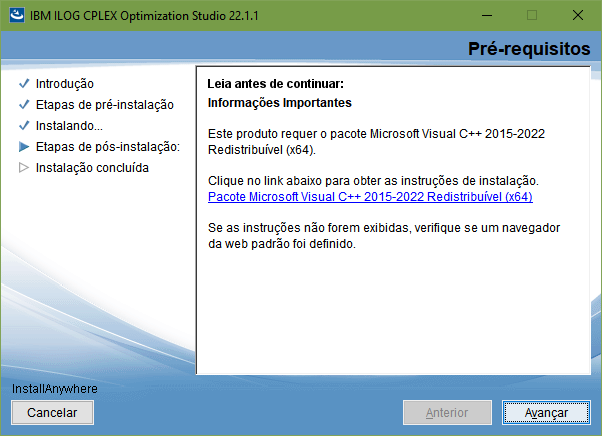 IBM ILOG CPLEX Optimization Studio 22.1.1
Pré-requisitos
Introdução
Etapas de pré-instalação
Instalando...
Etapas de pós-instalação:
Instalação concluída
Leia antes de continuar:
Informações Importantes
Este produto requer o pacote Microsoft Visual C++ 2015-2022
Redistribuível (x64).
Clique no link abaixo para obter as instruções de instalação.
Pacote Microsoft Visual C++ 2015-2022 Redistribuível (x64)
Se as instruções não forem exibidas, verifique se um navegador
da web padrão foi definido.
InstallAnywhere
Cancelar
Anterior
Avançar